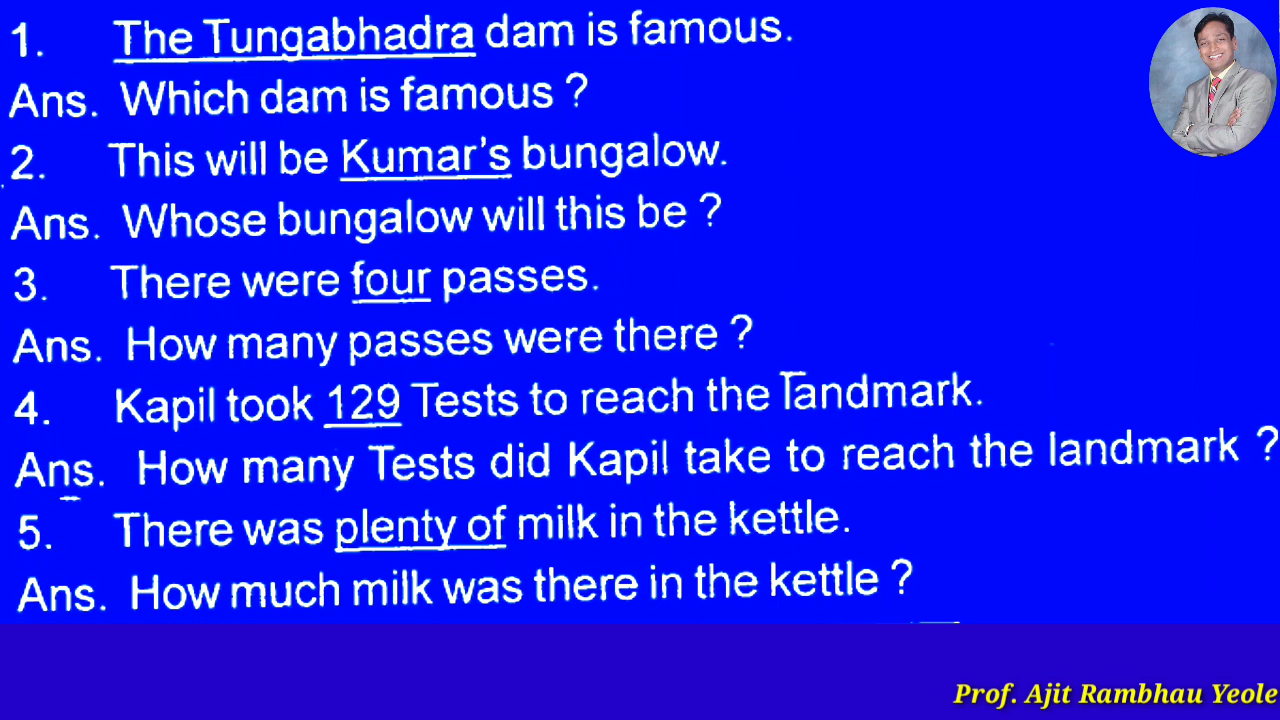 1. The Tungabhadra dam is famous.
Ans. Which dam is famous ?
2. This will be Kumar's bungalow.
Ans. Whose bungalow will this be ?
3. There were four passes.
Ans. How many passes were there ?
4. Kapil took 129 Tests to reach the landmark.
Ans. How many Tests did Kapil take to reach the landmark ?
5. There was plenty of milk in the kettle.
Ans. How much milk was there in the kettle ?
Prof. Ajit Rambhau Yeole